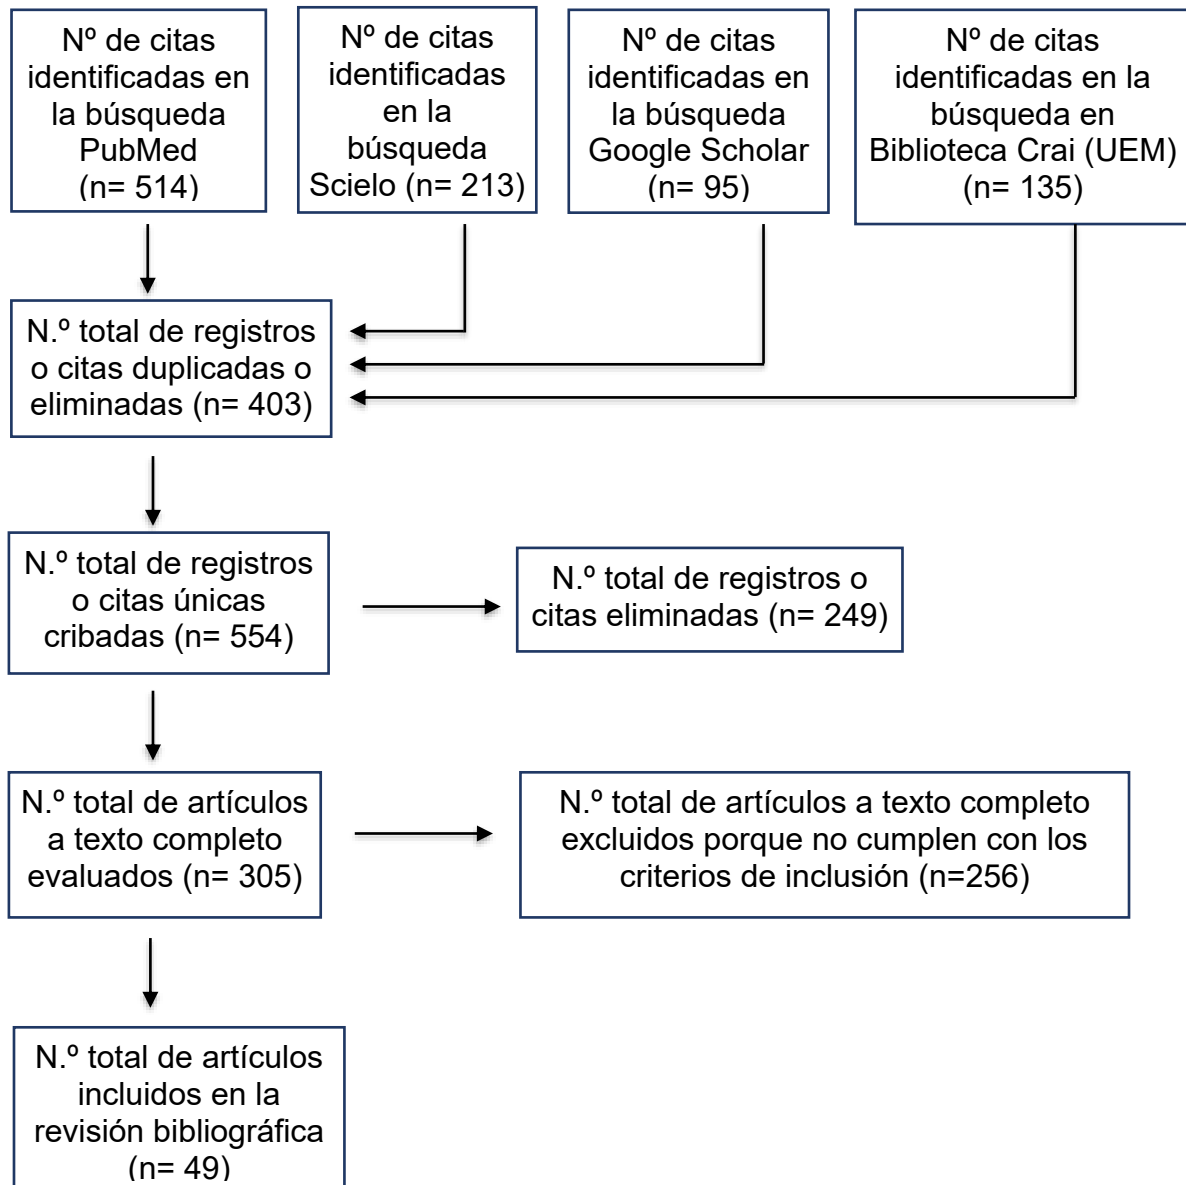 Nº de citas
identificadas en
la búsqueda
PubMed
(n= 514)
Nº de citas
identificadas
en la
búsqueda
Scielo (n= 213)
Nº de citas
identificadas en
la búsqueda
Google Scholar
(n= 95)
Nº de citas
identificadas en la
búsqueda en
Biblioteca Crai (UEM)
(n= 135)
N.º total de registros
o citas duplicadas o
eliminadas (n= 403)
N.º total de registros
o citas únicas
cribadas (n= 554)
N.º total de registros o
citas eliminadas (n= 249)
N.º total de artículos
a texto completo
evaluados (n= 305)
N.º total de artículos a texto completo
excluidos porque no cumplen con los
criterios de inclusión (n=256)
N.º total de artículos
incluidos en la
revisión bibliográfica
(n= 49)